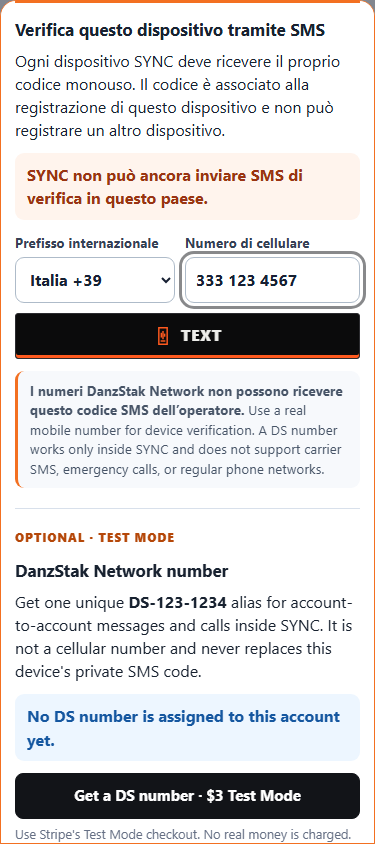 Verifica questo dispositivo tramite SMS
Ogni dispositivo SYNC deve ricevere il proprio
codice monouso. Il codice è associato alla
registrazione di questo dispositivo e non può
registrare un altro dispositivo.
SYNC non può ancora inviare SMS di
verifica in questo paese.
Prefisso internazionale
Numero di cellulare
Italia +39
333 123 4567
TEXT
I numeri DanzStak Network non possono ricevere
questo codice SMS dell’operatore. Use a real
mobile number for device verification. A DS number
works only inside SYNC and does not support carrier
SMS, emergency calls, or regular phone networks.
OPTIONAL · TEST MODE
DanzStak Network number
Get one unique DS-123-1234 alias for account-
to-account messages and calls inside SYNC. It is
not a cellular number and never replaces this
device's private SMS code.
No DS number is assigned to this account
yet.
Get a DS number · $3 Test Mode
Use Stripe's Test Mode checkout. No real money is charged.